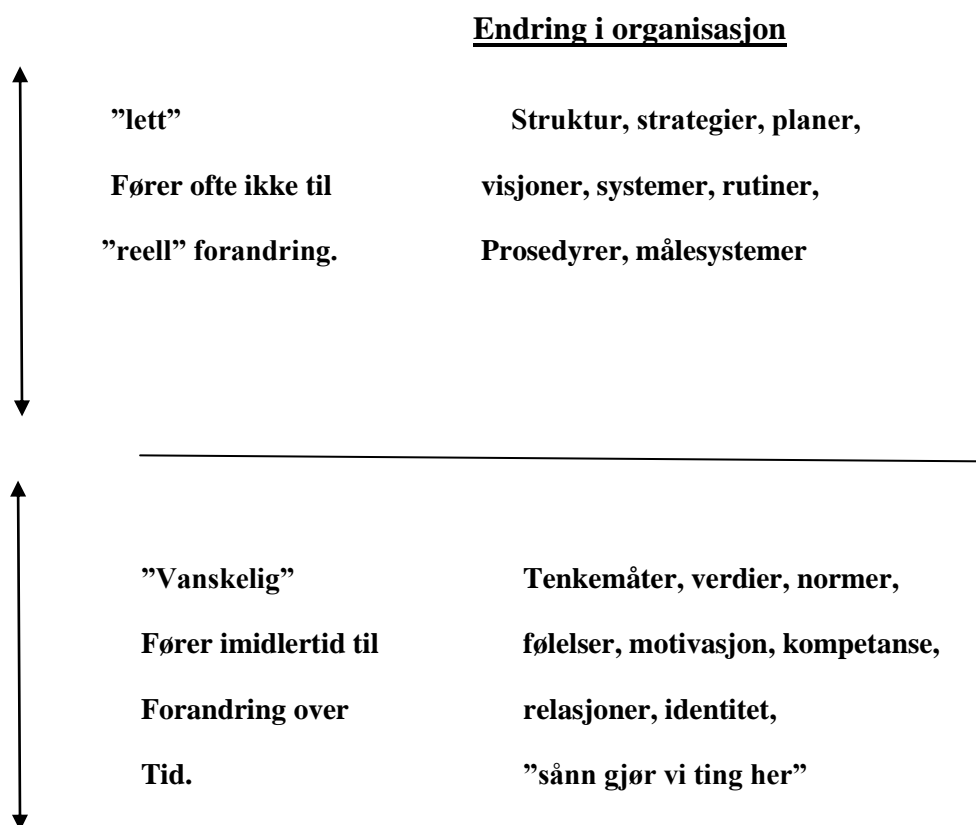 Endring i organisasjon
”lett” Struktur, strategier, planer,
Fører ofte ikke til visjoner, systemer, rutiner,
”reell” forandring. Prosedyrer, målesystemer
”Vanskelig” Tenkemåter, verdier, normer,
Fører imidlertid til følelser, motivasjon, kompetanse,
Forandring over relasjoner, identitet,
Tid. ”sånn gjør vi ting her”